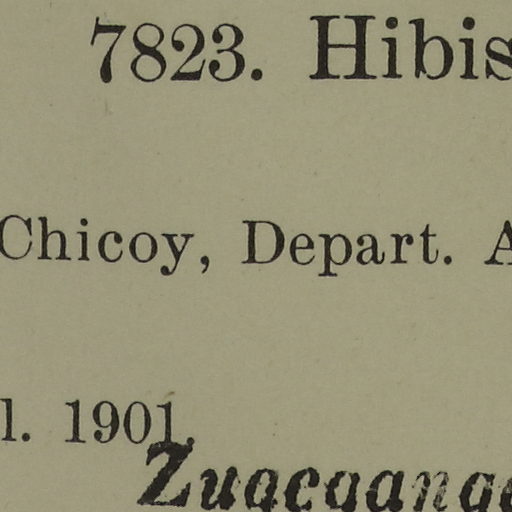 7823. Hibis
Chicoy, Depart. A
l. 1901.